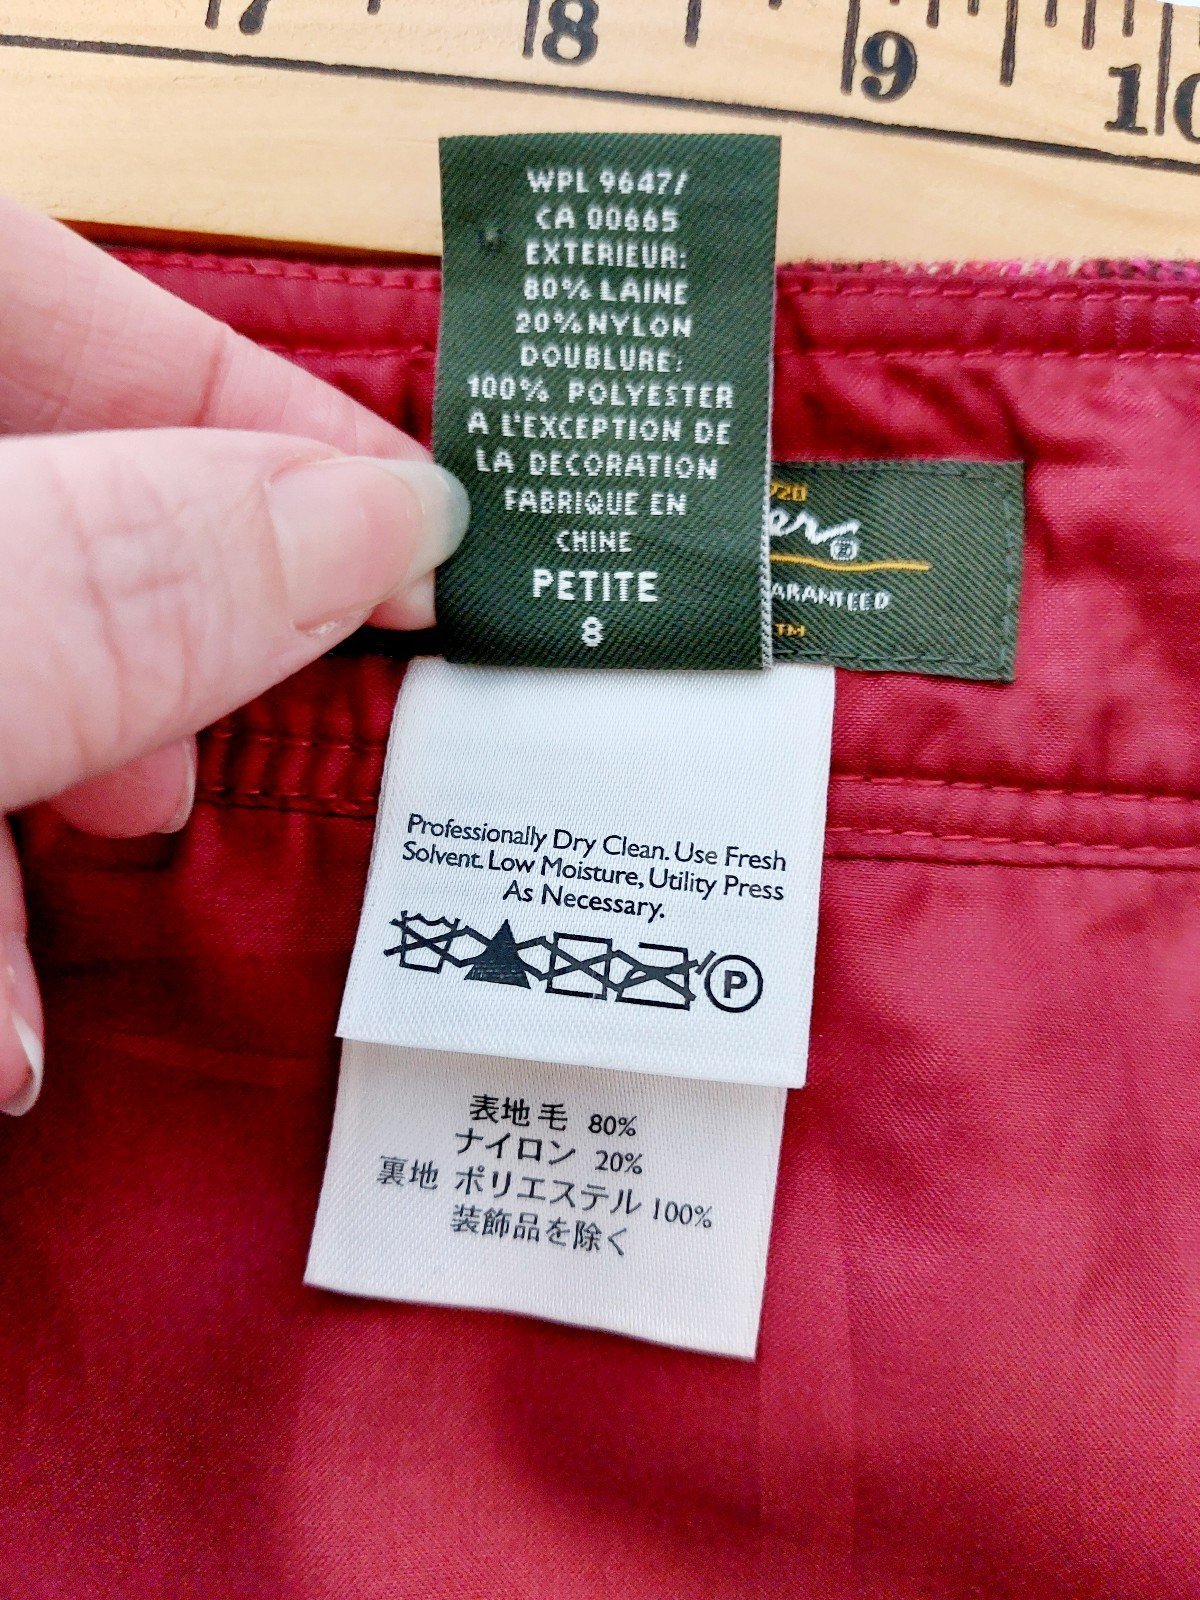 7
8
9
10
WPL 9647/
CA 00665
EXTERIEUR:
80% LAINE
20% NYLON
DOUBLURE:
100% POLYESTER
A L'EXCEPTION DE
LA DECORATION
FABRIQUE EN
CHINE
PETITE
8
920
ARANTEED
TM
Professionally Dry Clean. Use Fresh
Solvent. Low Moisture, Utility Press
As Necessary.
P
表地 毛 80%
ナイロン 20%
裏地 ポリエステル 100%
装飾品を除く